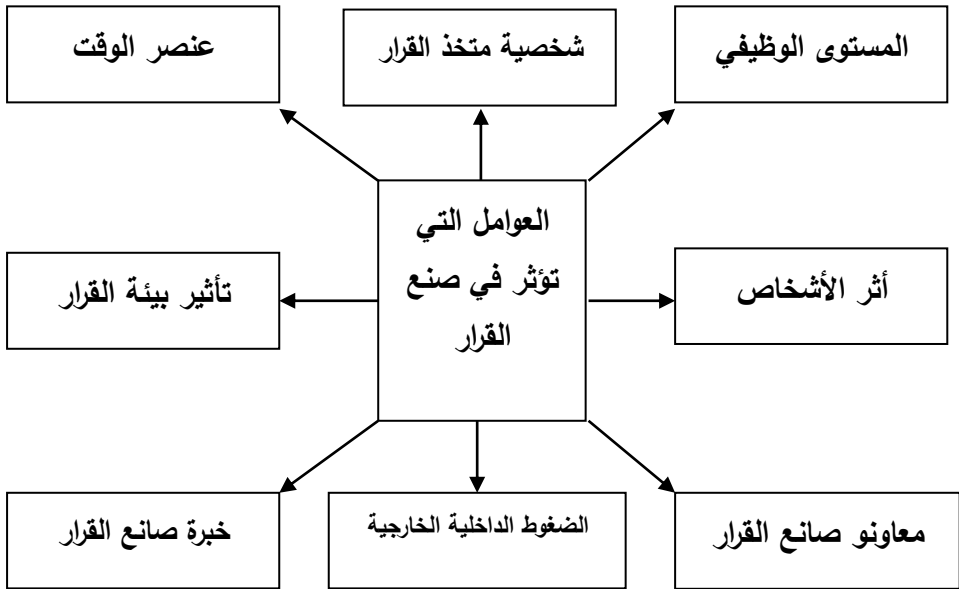 المستوى الوظيفي
شخصية متخذ القرار
عنصر الوقت
العوامل التي
تؤثر في صنع
القرار
أثر الأشخاص
تأثير بيئة القرار
معاونو صانع القرار
الضغوط الداخلية الخارجية
خبرة صانع القرار